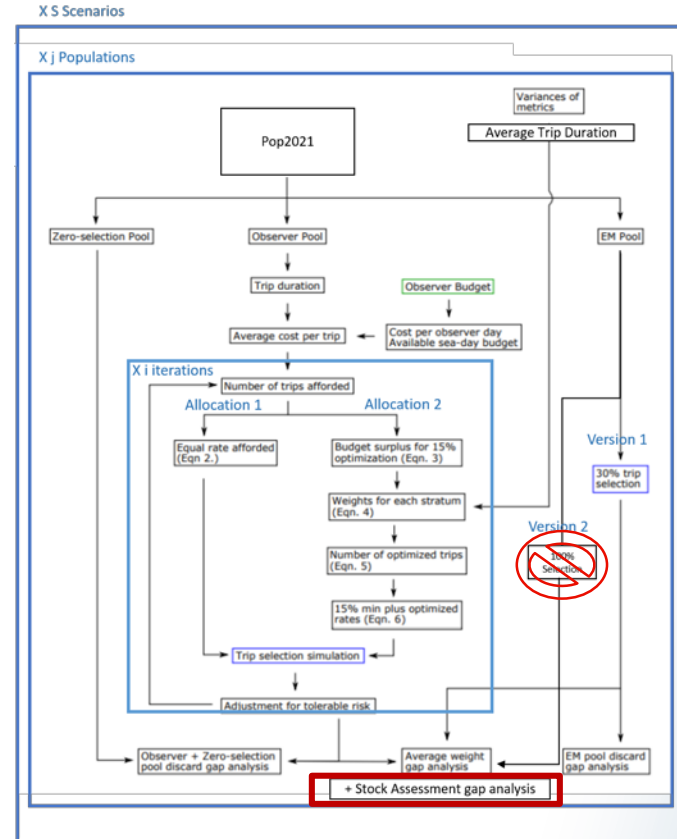 X S Scenarios
X j Populations
Variances of
metrics
Average Trip Duration
Pop2021
Zero-selection Pool
Observer Pool
EM Pool
Trip duration
Observer Budget
Average cost per trip
Cost per observer day
Available sea-day budget
X i iterations
Number of trips afforded
Allocation 1
Allocation 2
Equal rate afforded
(Eqn 2.)
Budget surplus for 15%
optimization (Eqn. 3)
Version 1
30% trip
selection
Weights for each stratum
(Eqn. 4)
Version 2
100%
Selection
Number of optimized trips
(Eqn. 5)
15% min plus optimized
rates (Eqn. 6)
Trip selection simulation
Adjustment for tolerable risk
Observer + Zero-selection
pool discard gap analysis
Average weight
gap analysis
EM pool discard
gap analysis
+ Stock Assessment gap analysis